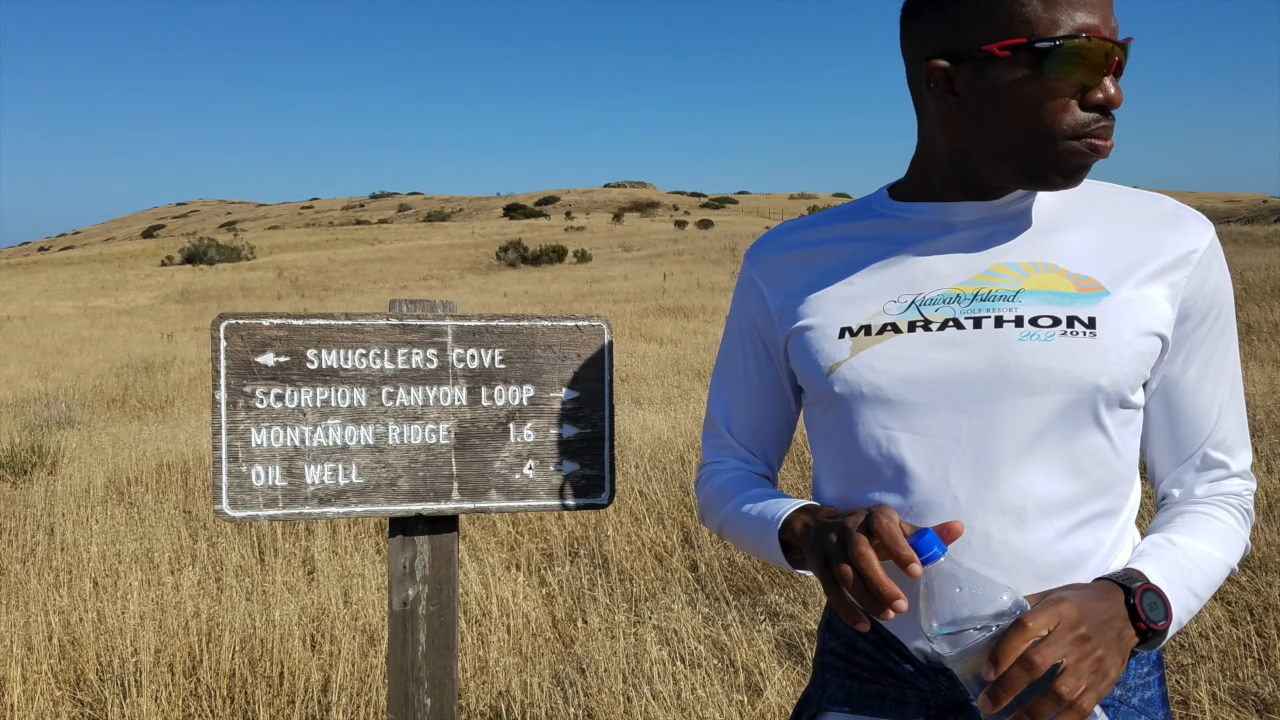 SMUGGLERS COVE
SCORPION CANYON LOOP
MONTAÑON RIDGE 1.6
OIL WELL .4
Kiawah Island.
GOLF RESORT
MARATHON
26.2 2015